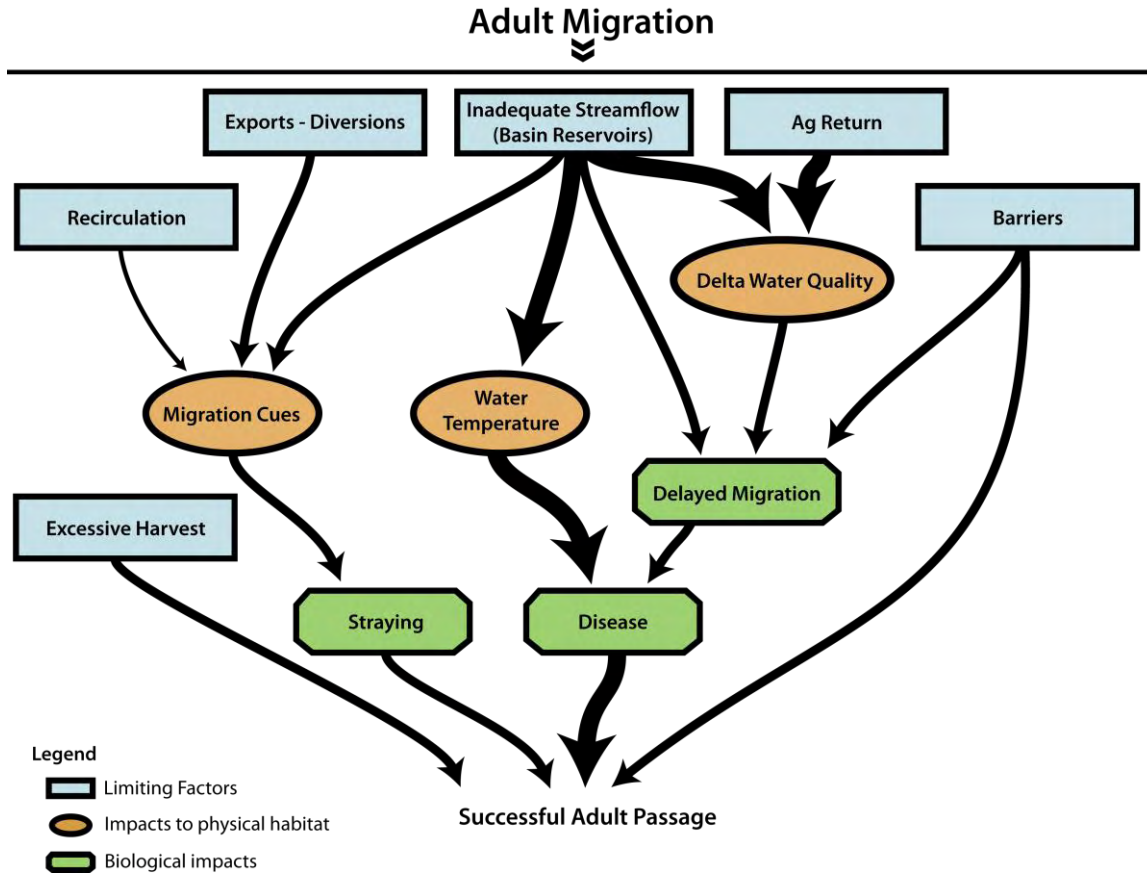 Adult Migration
Exports - Diversions
Inadequate Streamflow
(Basin Reservoirs)
Ag Return
Recirculation
Barriers
Delta Water Quality
Migration Cues
Water
Temperature
Delayed Migration
Excessive Harvest
Straying
Disease
Legend
Limiting Factors
Successful Adult Passage
Impacts to physical habitat
Biological impacts